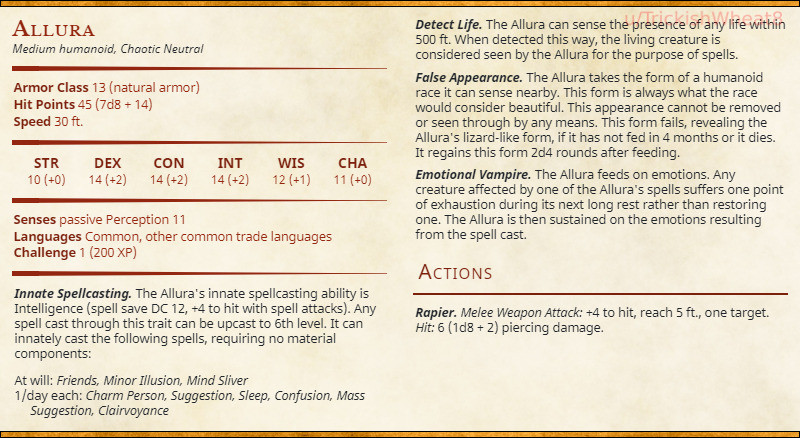 Allura
Medium humanoid, Chaotic Neutral
Armor Class 13 (natural armor)
Hit Points 45 (7d8 + 14)
Speed 30 ft.
STR DEX CON INT WIS CHA
10 (+0) 14 (+2) 14 (+2) 14 (+2) 12 (+1) 11 (+0)
Senses passive Perception 11
Languages Common, other common trade languages
Challenge 1 (200 XP)
Innate Spellcasting. The Allura's innate spellcasting ability is
Intelligence (spell save DC 12, +4 to hit with spell attacks). Any
spell cast through this trait can be upcast to 6th level. It can
innately cast the following spells, requiring no material
components:
At will: Friends, Minor Illusion, Mind Sliver
1/day each: Charm Person, Suggestion, Sleep, Confusion, Mass
Suggestion, Clairvoyance
u/TrickishWheat8
Detect Life. The Allura can sense the presence of any life within
500 ft. When detected this way, the living creature is
considered seen by the Allura for the purpose of spells.
False Appearance. The Allura takes the form of a humanoid
race it can sense nearby. This form is always what the race
would consider beautiful. This appearance cannot be removed
or seen through by any means. This form fails, revealing the
Allura's lizard-like form, if it has not fed in 4 months or it dies.
It regains this form 2d4 rounds after feeding.
Emotional Vampire. The Allura feeds on emotions. Any
creature affected by one of the Allura's spells suffers one point
of exhaustion during its next long rest rather than restoring
one. The Allura is then sustained on the emotions resulting
from the spell cast.
Actions
Rapier. Melee Weapon Attack: +4 to hit, reach 5 ft., one target.
Hit: 6 (1d8 + 2) piercing damage.